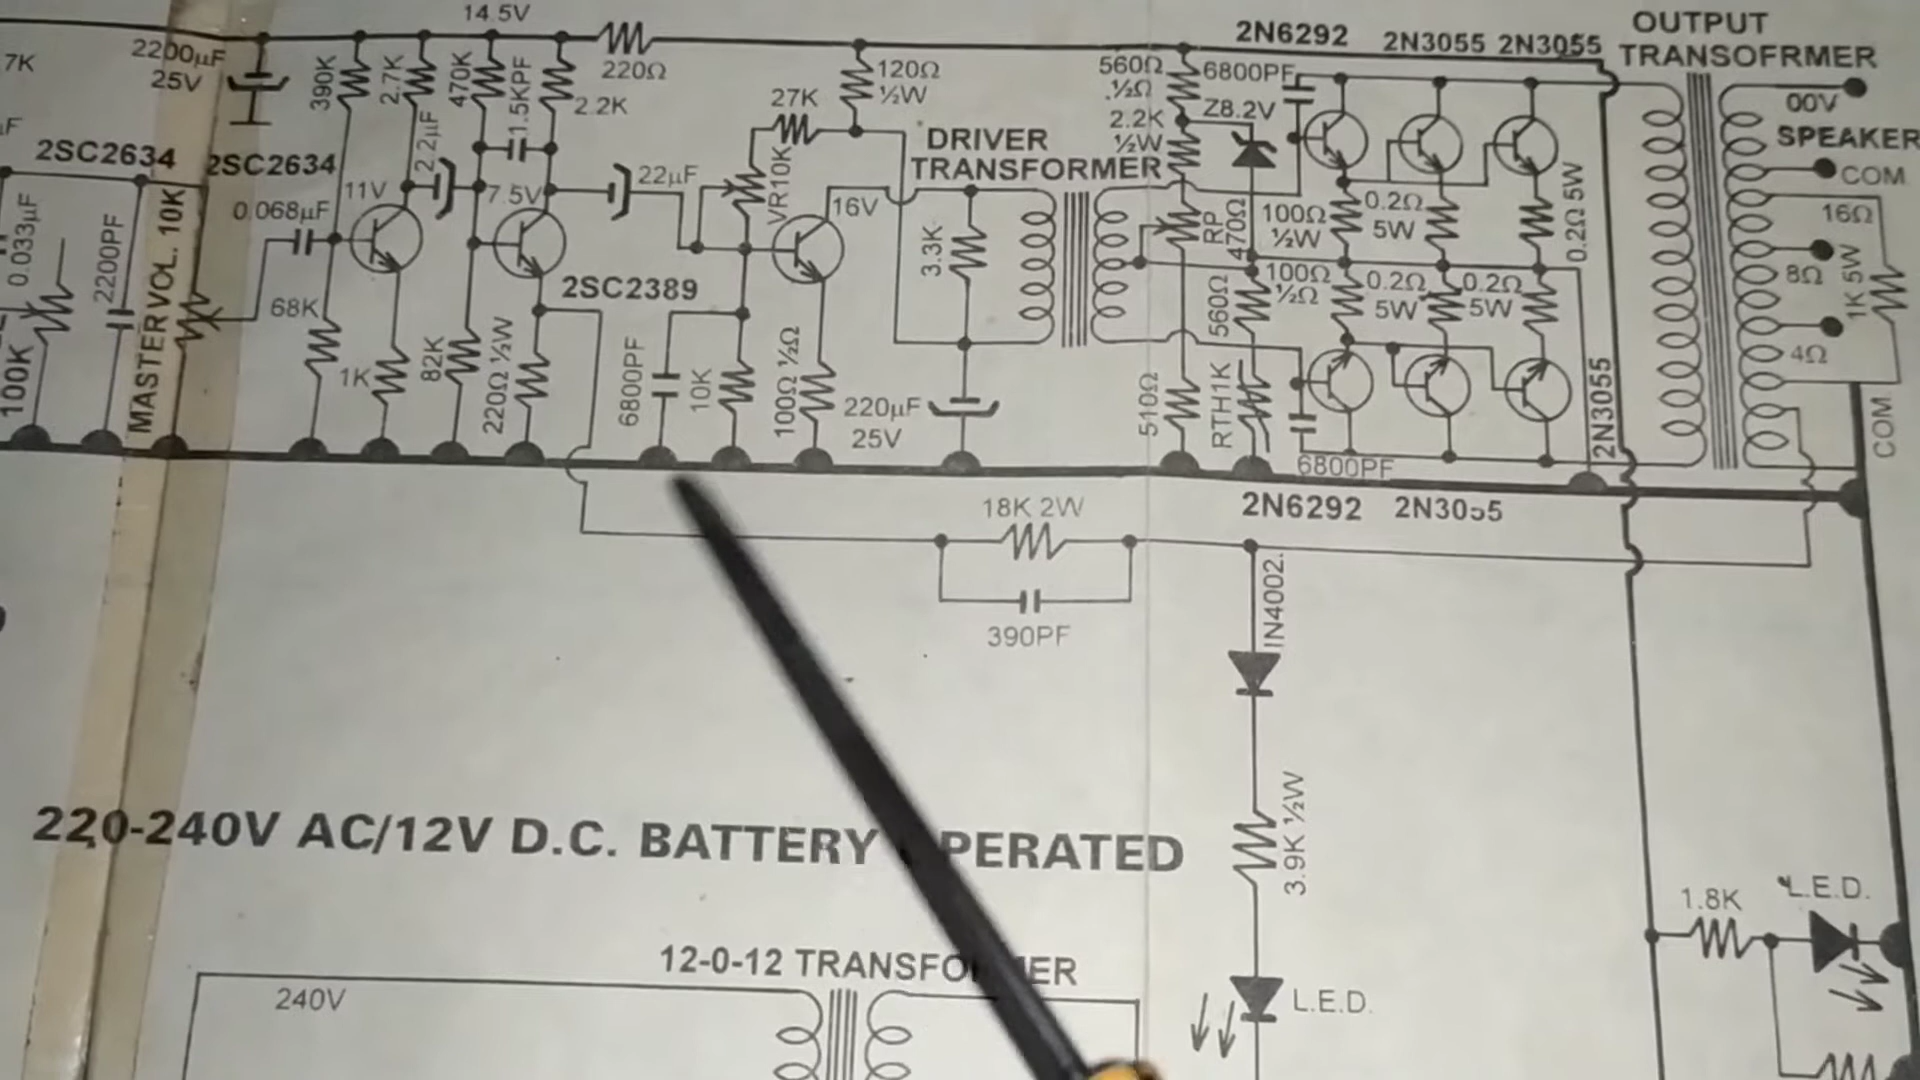 14.5V
2N6292
2N3055 2N3055
OUTPUT
TRANSOFRMER
7K
2200µF
25V
390K
2.7K
470K
1.5KPF
220Ω
2.2K
120Ω
½W
27K
560Ω
.½Ω
6800PF
Z8.2V
2.2K
½W
00V
SPEAKER
COM
2SC2634
2SC2634
2.2µF
DRIVER
TRANSFORMER
11V
7.5V
22µF
VR10K
16V
0.068µF
0.033µF
2200PF
MASTER VOL. 10K
3.3K
RP
470Ω
100Ω
½W
0.2Ω
5W
0.2Ω 5W
16Ω
8Ω
1K 5W
4Ω
2SC2389
68K
1K
82K
220Ω ½W
6800PF
10K
100Ω ½Ω
220µF
25V
560Ω
100Ω
½Ω
0.2Ω
5W
0.2Ω
5W
100K
510Ω
RTH1K
6800PF
2N3055
COM
18K 2W
2N6292
2N3055
390PF
IN4002.
220-240V AC/12V D.C. BATTERY PERATED
3.9K ½W
1.8K
L.E.D.
12-0-12 TRANSFO ER
240V
L.E.D.